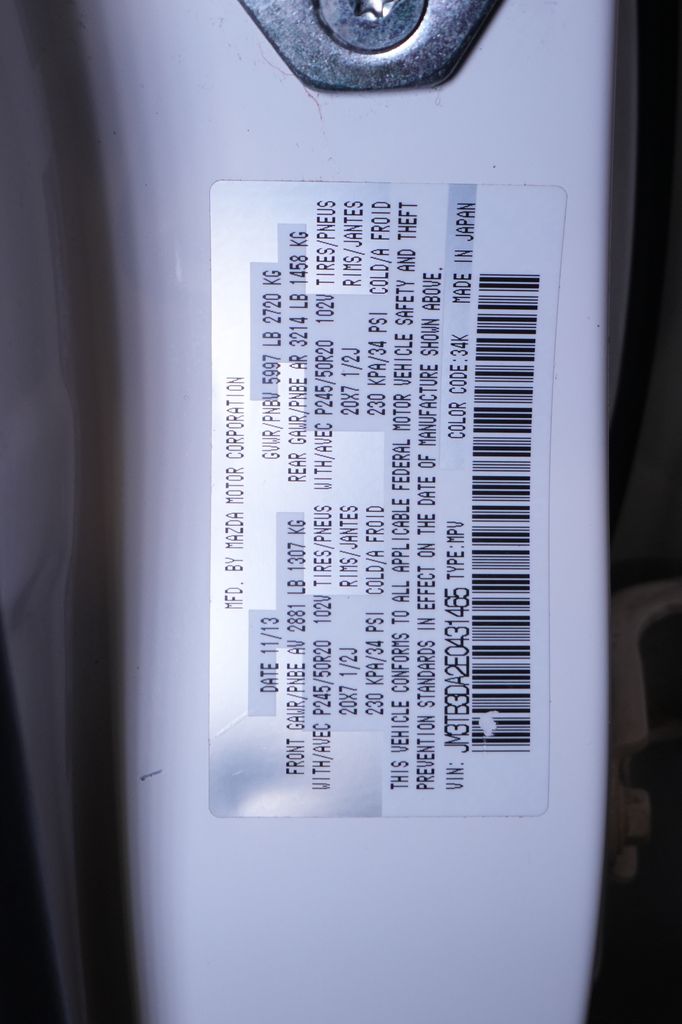 MFD. BY MAZDA MOTOR CORPORATION
DATE 11/13 GVWR/PNBV 5997 LB 2720 KG
FRONT GAWR/PNBE AV 2881 LB 1307 KG REAR GAWR/PNBE AR 3214 LB 1458 KG
WITH/AVEC P245/50R20 102V TIRES/PNEUS WITH/AVEC P245/50R20 102V TIRES/PNEUS
20X7 1/2J RIMS/JANTES 20X7 1/2J RIMS/JANTES
230 KPA/34 PSI COLD/A FROID 230 KPA/34 PSI COLD/A FROID
THIS VEHICLE CONFORMS TO ALL APPLICABLE FEDERAL MOTOR VEHICLE SAFETY AND THEFT
PREVENTION STANDARDS IN EFFECT ON THE DATE OF MANUFACTURE SHOWN ABOVE.
VIN: JM3TB3DA2E0431465 TYPE:MPV COLOR CODE:34K MADE IN JAPAN